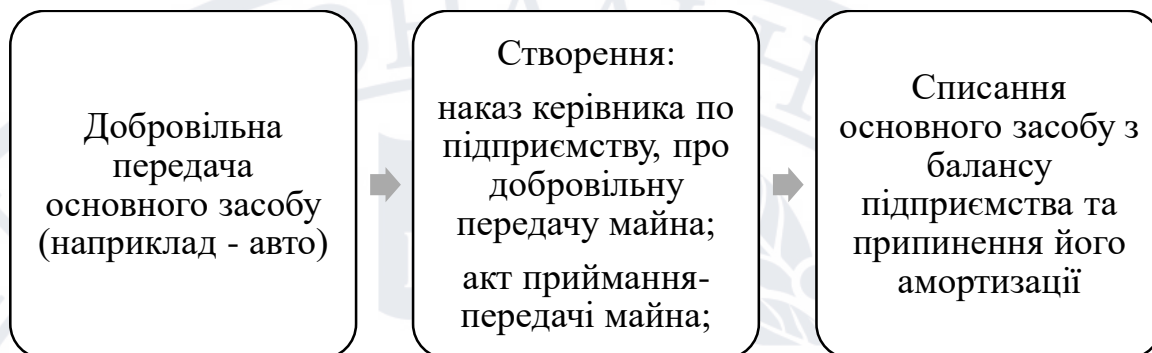 Добровільна
передача
основного засобу
(наприклад - авто)
Створення:
наказ керівника по
підприємству, про
добровільну
передачу майна;
акт приймання-
передачі майна;
Списання
основного засобу з
балансу
підприємства та
припинення його
амортизації